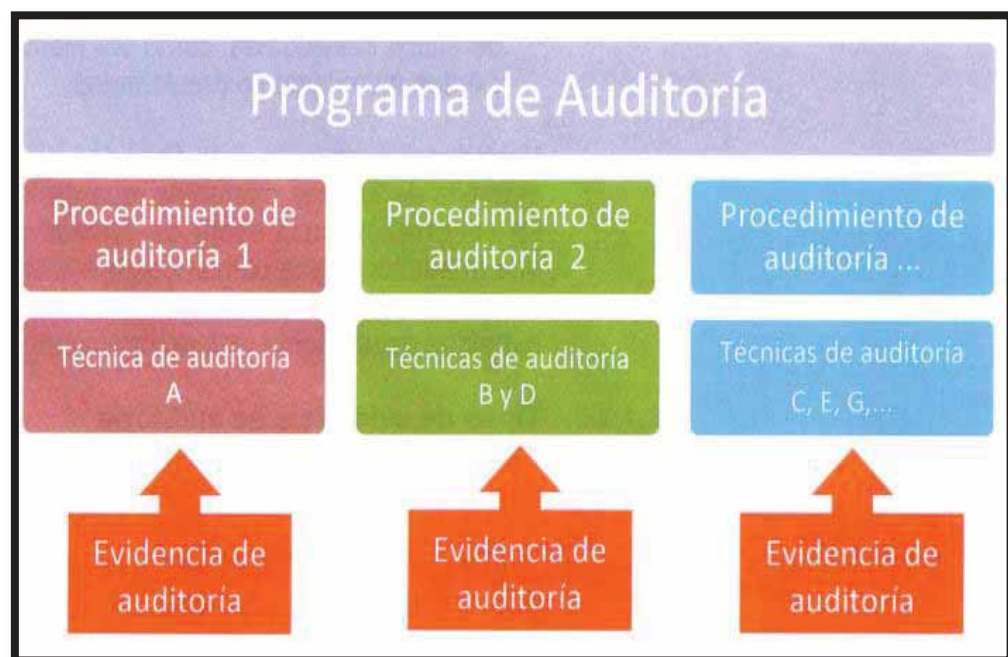 Programa de Auditoría
Procedimiento de
auditoría 1
Procedimiento de
auditoría 2
Procedimiento de
auditoría ...
Técnica de auditoría
A
Técnicas de auditoría
B y D
Técnicas de auditoría
C, E, G,...
Evidencia de
auditoría
Evidencia de
auditoría
Evidencia de
auditoría